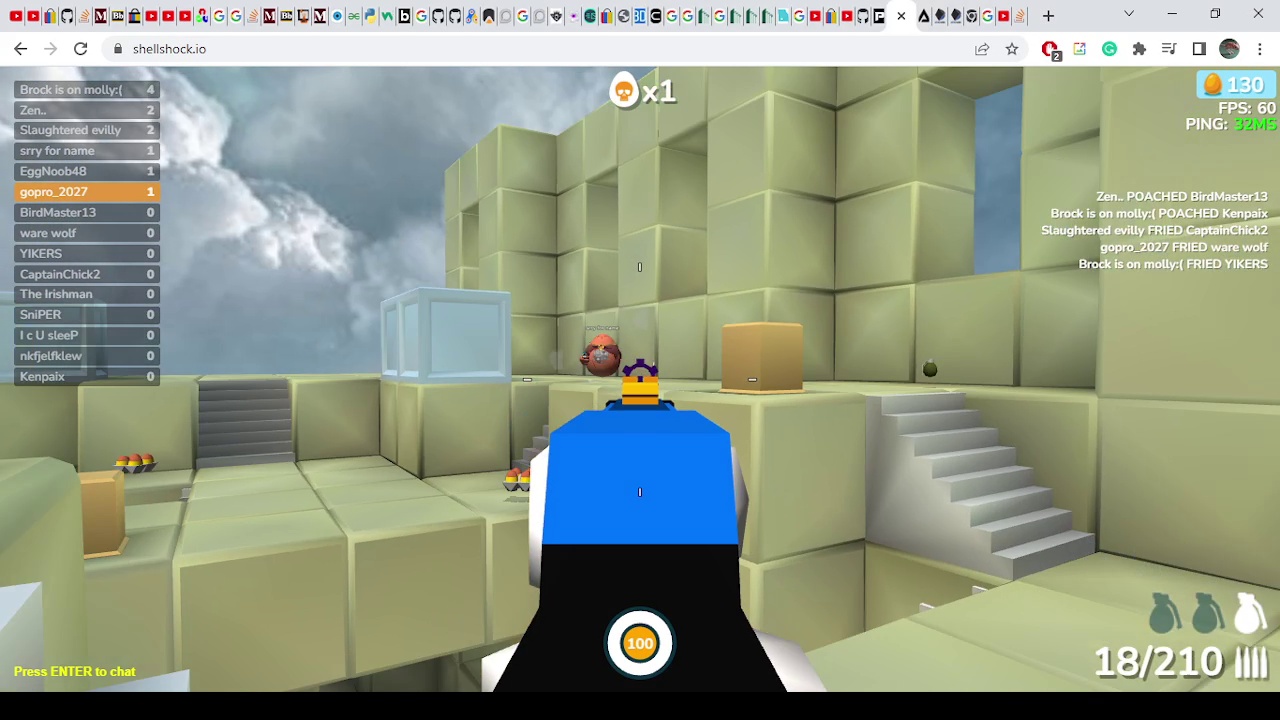 shellshock.io
2
Brock is on molly:( 4
Zen.. 2
Slaughtered evilly 2
srry for name 1
EggNoob48 1
gopro_2027 1
BirdMaster13 0
ware wolf 0
YIKERS 0
CaptainChick2 0
The Irishman 0
SniPER 0
I c U sleeP 0
nkfjelfklew 0
Kenpaix 0
x1
130
FPS: 60
PING: 32MS
Zen.. POACHED BirdMaster13
Brock is on molly:( POACHED Kenpaix
Slaughtered evilly FRIED CaptainChick2
gopro_2027 FRIED ware wolf
Brock is on molly:( FRIED YIKERS
100
18/210
Press ENTER to chat